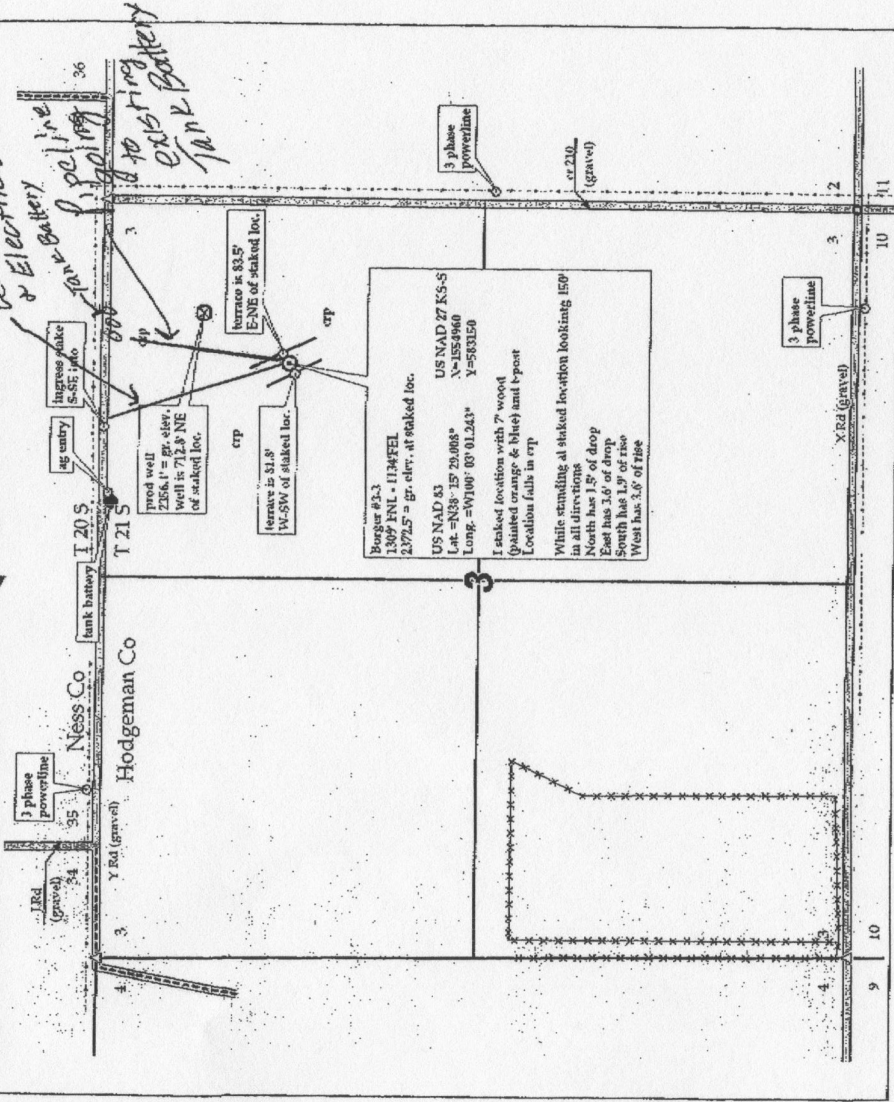 & Electric
Tank Battery
pipeline
going
to
existing
Tank Battery
36
ingress stake
S-SE into
ag entry
T 20 S
T 21 S
tank battery
Ness Co
Hodgeman Co
3 phase
powerline
35
J Rd
(gravel)
34
Y Rd (gravel)
3
4
3
crp
prod well
2356.1' = gr. elev.
Well is 712.8' NE
of staked loc.
terrace is 83.5'
E-NE of staked loc.
crp
crp
terrace is 81.8'
W-SW of staked loc.
3 phase
powerline
cr 210
(gravel)
Borger #3-3
1309' FNL - 1134' FEL
2372.5' = gr. elev. at staked loc.
US NAD 83
Lat. =N38° 15' 29.008"
Long. =W100° 03' 01.243"
US NAD 27 KS-S
X=1554960
Y=583150
I staked location with 7' wood
(painted orange & blue) and t-post
Location falls in crp
While standing at staked location looking 150'
in all directions
North has 1.5' of drop
East has 3.6' of drop
South has 1.9' of rise
West has 2.6' of rise
3
3 phase
powerline
X Rd (gravel)
2
3
11
10
4
3
9
10